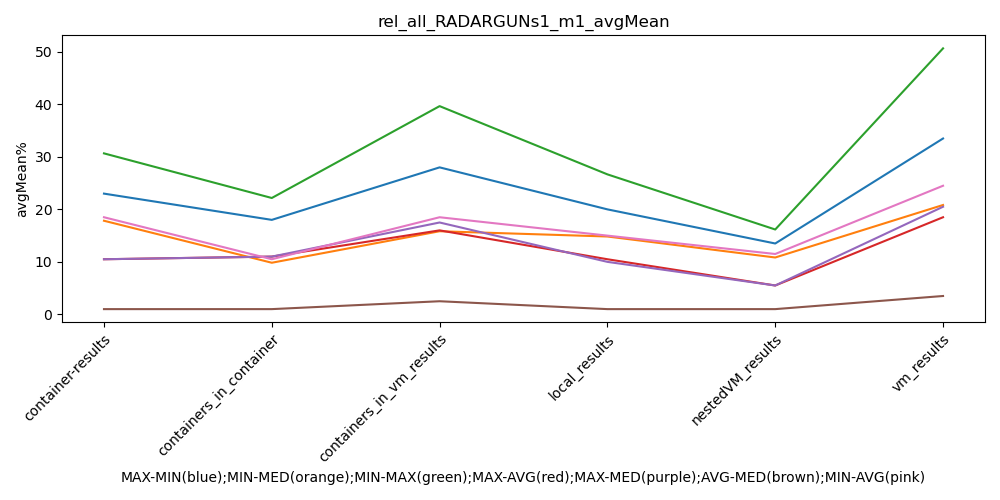 rel_all_RADARGUNs1_m1_avgMean
avgMean%
50
40
30
20
10
0
container-results
containers_in_container
containers_in_vm_results
local_results
nestedVM_results
vm_results
MAX-MIN(blue);MIN-MED(orange);MIN-MAX(green);MAX-AVG(red);MAX-MED(purple);AVG-MED(brown);MIN-AVG(pink)